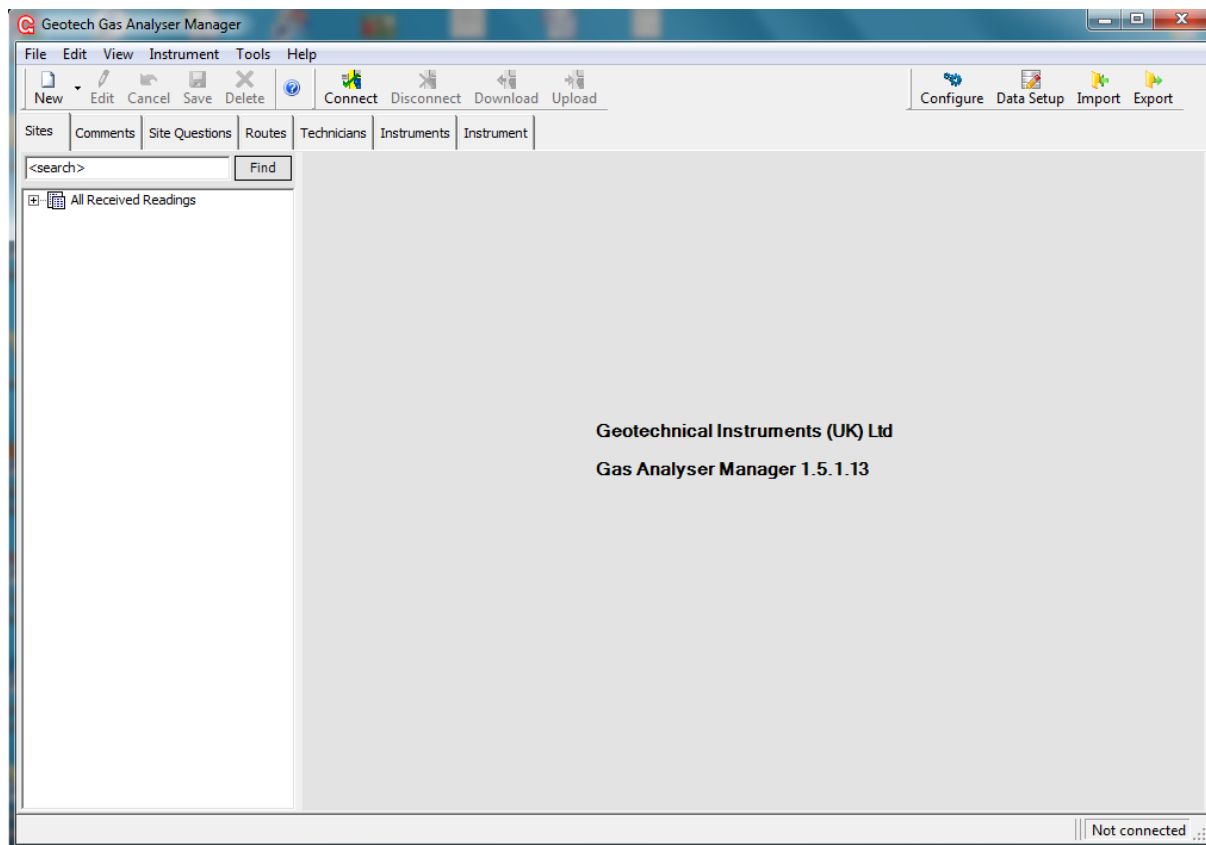 Geotech Gas Analyser Manager
File Edit View Instrument Tools Help
New Edit Cancel Save Delete Connect Disconnect Download Upload Configure Data Setup Import Export
Sites Comments Site Questions Routes Technicians Instruments Instrument
<search> Find
All Received Readings
Geotechnical Instruments (UK) Ltd
Gas Analyser Manager 1.5.1.13
Not connected